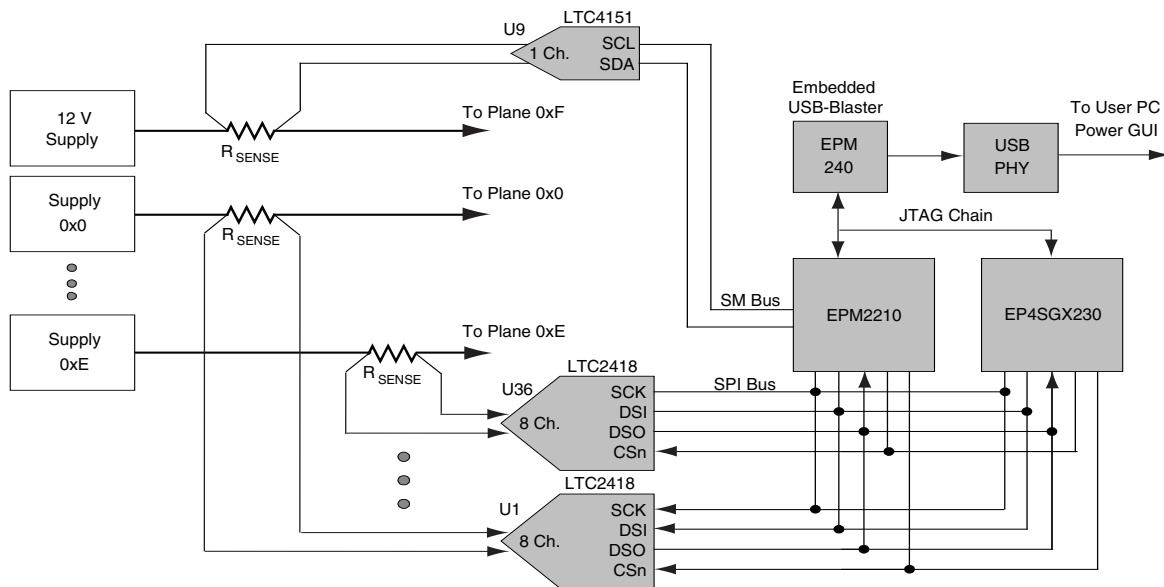 LTC4151
U9
1 Ch.
SCL
SDA
12 V
Supply
R SENSE
To Plane 0xF
Embedded
USB-Blaster
EPM
240
USB
PHY
To User PC
Power GUI
Supply
0x0
R SENSE
To Plane 0x0
JTAG Chain
SM Bus
EPM2210
EP4SGX230
Supply
0xE
R SENSE
To Plane 0xE
LTC2418
U36
8 Ch.
SCK
DSI
DSO
CSn
SPI Bus
LTC2418
U1
8 Ch.
SCK
DSI
DSO
CSn